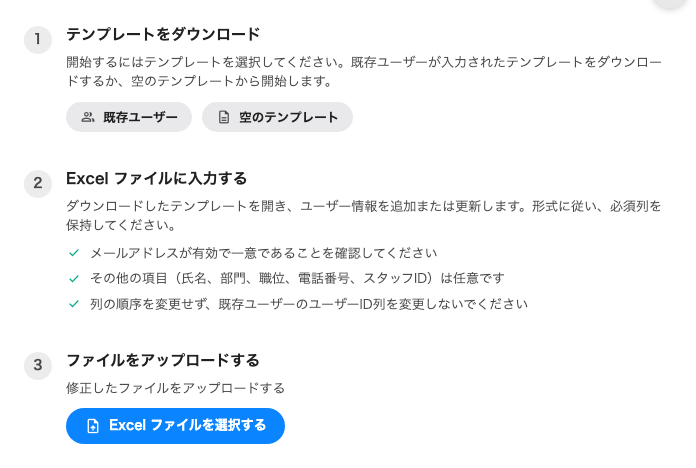 1
テンプレートをダウンロード
開始するにはテンプレートを選択してください。既存ユーザーが入力されたテンプレートをダウンロー
ドするか、空のテンプレートから開始します。
既存ユーザー
空のテンプレート
2
Excel ファイルに入力する
ダウンロードしたテンプレートを開き、ユーザー情報を追加または更新します。形式に従い、必須列を
保持してください。
メールアドレスが有効で一意であることを確認してください
その他の項目（氏名、部門、職位、電話番号、スタッフID）は任意です
列の順序を変更せず、既存ユーザーのユーザーID列を変更しないでください
3
ファイルをアップロードする
修正したファイルをアップロードする
Excel ファイルを選択する